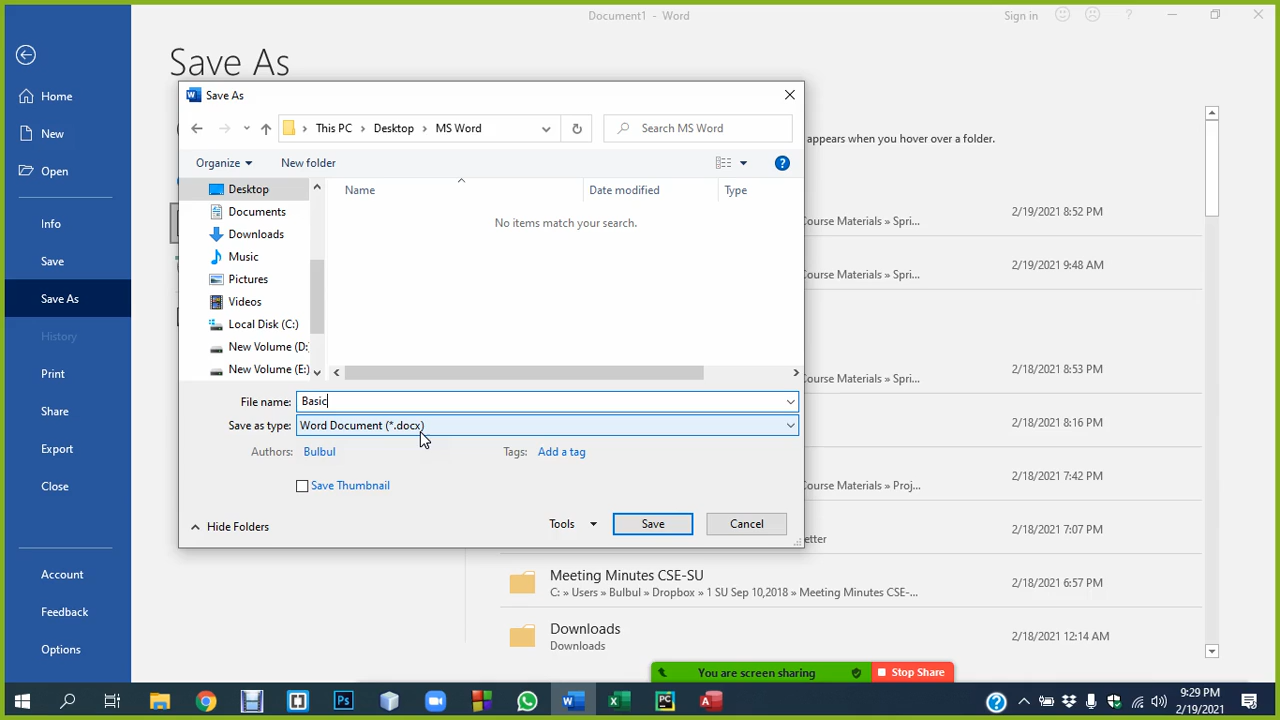 Document1 - Word
Sign in
?
Save As
Home
New
Open
Info
Save
Save As
History
Print
Share
Export
Close
Account
Feedback
Options
appears when you hover over a folder.
Course Materials » Spri...
2/19/2021 8:52 PM
Course Materials » Spri...
2/19/2021 9:48 AM
Course Materials » Spri...
2/18/2021 8:53 PM
Course Materials » Spri...
2/18/2021 8:16 PM
Course Materials » Proj...
2/18/2021 7:42 PM
etter
2/18/2021 7:07 PM
Meeting Minutes CSE-SU
C: » Users » Bulbul » Dropbox » 1 SU Sep 10,2018 » Meeting Minutes CSE-...
2/18/2021 6:57 PM
Downloads
Downloads
2/18/2021 12:14 AM
Save As
This PC > Desktop > MS Word
Search MS Word
Organize
New folder
?
Desktop
Documents
Downloads
Music
Pictures
Videos
Local Disk (C:)
New Volume (D:
New Volume (E:)
Name
Date modified
Type
No items match your search.
File name: Basic
Save as type: Word Document (*.docx)
Authors: Bulbul
Tags: Add a tag
Save Thumbnail
Hide Folders
Tools
Save
Cancel
You are screen sharing
Stop Share
9:29 PM
2/19/2021